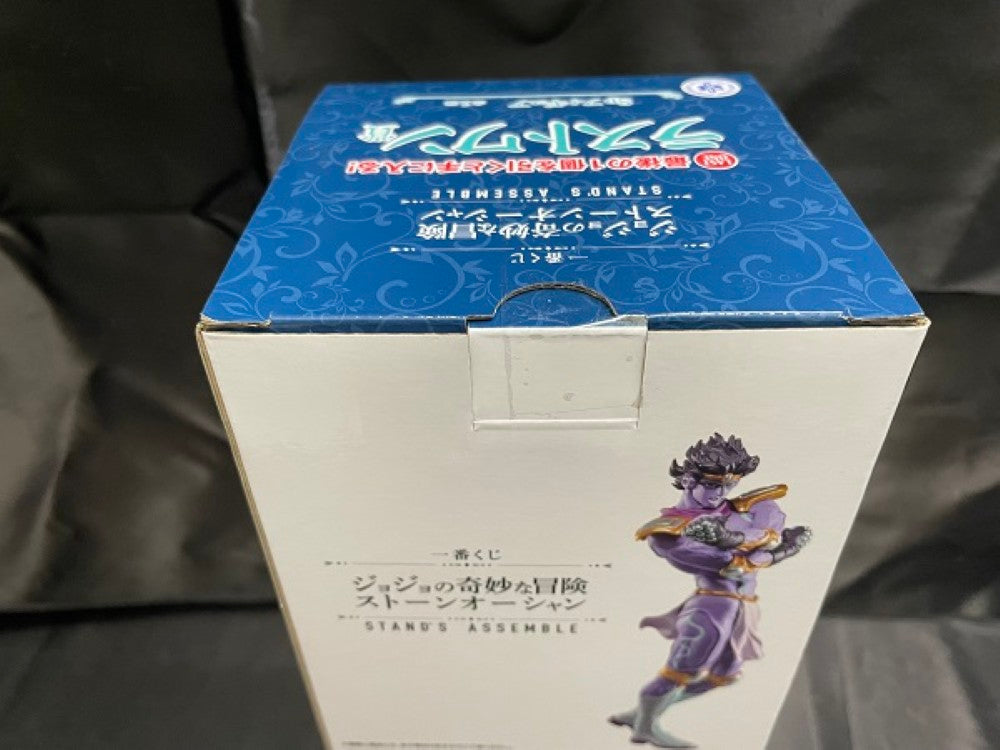 ラストワン賞
最後の1個を引くと手に入る!
STAND'S ASSEMBLE
ジョジョの奇妙な冒険
ストーンオーシャン
一番くじ
一番くじ
ジョジョの奇妙な冒険
ストーンオーシャン
STAND'S ASSEMBLE